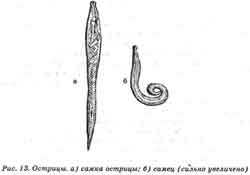 а
б
Рис. 13. Острицы. а) самка острицы; б) самец (сильно увеличено)